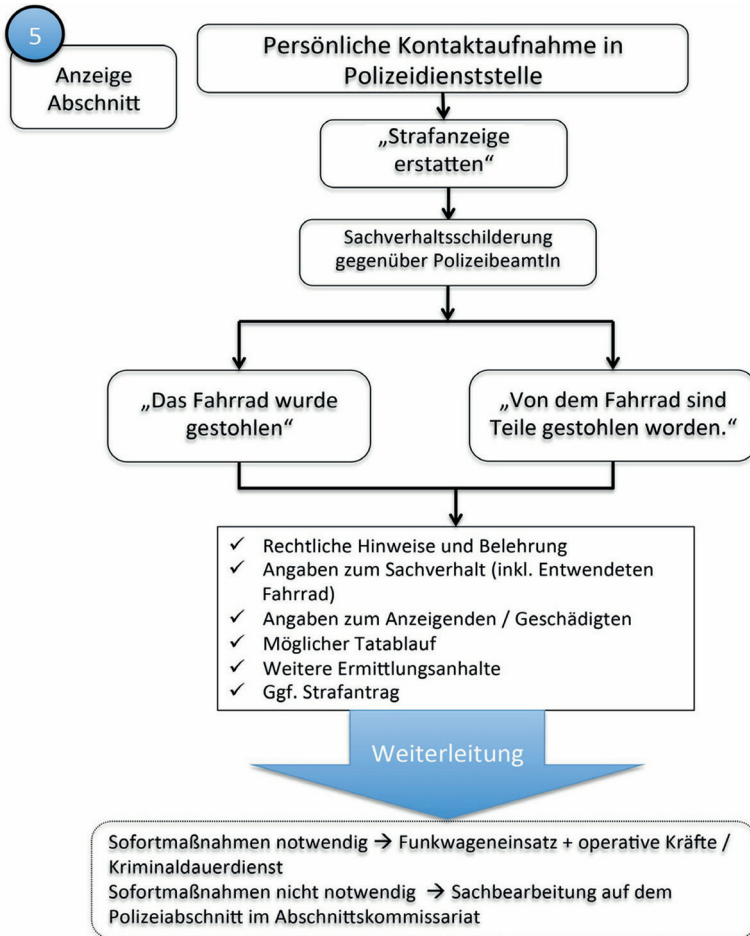 5
Anzeige
Abschnitt
Persönliche Kontaktaufnahme in
Polizeidienststelle
„Strafanzeige
erstatten“
Sachverhaltsschilderung
gegenüber PolizeibeamtIn
„Das Fahrrad wurde
gestohlen“
„Von dem Fahrrad sind
Teile gestohlen worden.“
✓ Rechtliche Hinweise und Belehrung
✓ Angaben zum Sachverhalt (inkl. Entwendeten
Fahrrad)
✓ Angaben zum Anzeigenden / Geschädigten
✓ Möglicher Tatablauf
✓ Weitere Ermittlungsanhalte
✓ Ggf. Strafantrag
Weiterleitung
Sofortmaßnahmen notwendig → Funkwageneinsatz + operative Kräfte /
Kriminaldauerdienst
Sofortmaßnahmen nicht notwendig → Sachbearbeitung auf dem
Polizeiabschnitt im Abschnittskommissariat